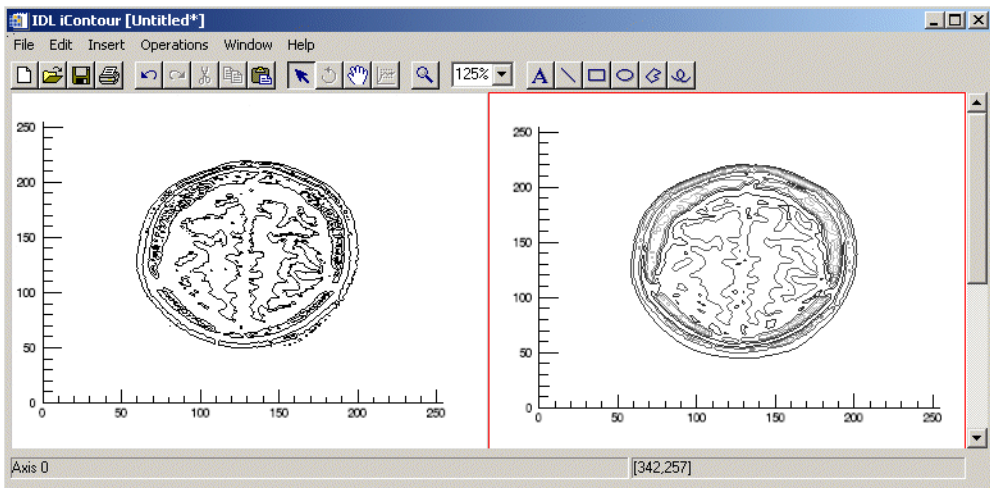 IDL iContour [Untitled*]
File Edit Insert Operations Window Help
125% A
250
200
150
100
50
0
0 50 100 150 200 250
250
200
150
100
50
0
0 50 100 150 200 250
Axis 0 [342,257]